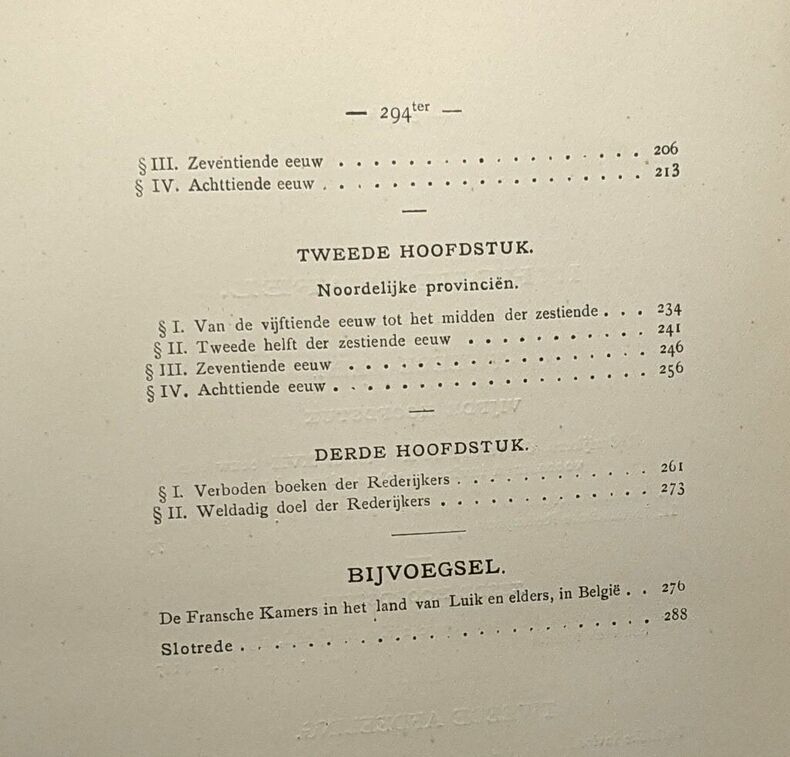 — 294ter —
§ III. Zeventiende eeuw . . . . . . . . . . . . . . 206
§ IV. Achttiende eeuw . . . . . . . . . . . . . . . 213
TWEEDE HOOFDSTUK.
Noordelijke provinciën.
§ I. Van de vijftiende eeuw tot het midden der zestiende . . . 234
§ II. Tweede helft der zestiende eeuw . . . . . . . . . 241
§ III. Zeventiende eeuw . . . . . . . . . . . . . 246
§ IV. Achttiende eeuw . . . . . . . . . . . . . . 256
DERDE HOOFDSTUK.
§ I. Verboden boeken der Rederijkers . . . . . . . . . 261
§ II. Weldadig doel der Rederijkers . . . . . . . . . . 273
BIJVOEGSEL.
De Fransche Kamers in het land van Luik en elders, in België . . 276
Slotrede . . . . . . . . . . . . . . . . . . . 288